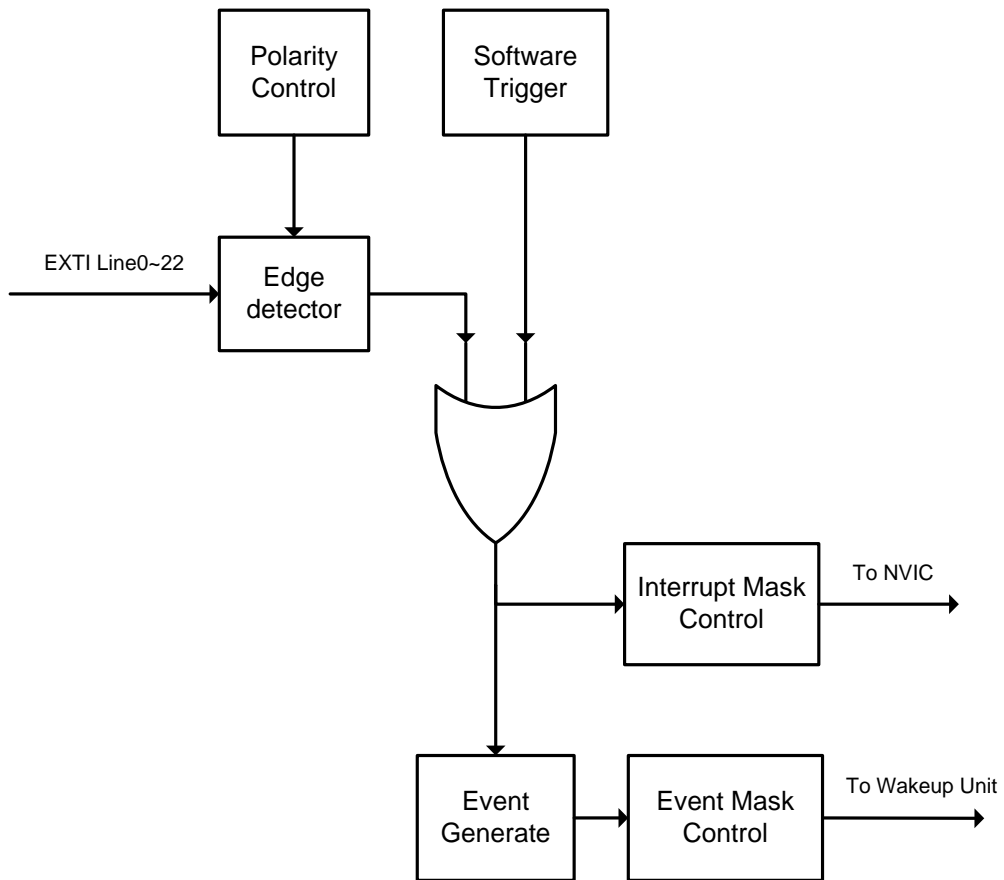 Polarity
Control
Software
Trigger
EXTI Line0~22
Edge
detector
Interrupt Mask
Control
To NVIC
Event
Generate
Event Mask
Control
To Wakeup Unit